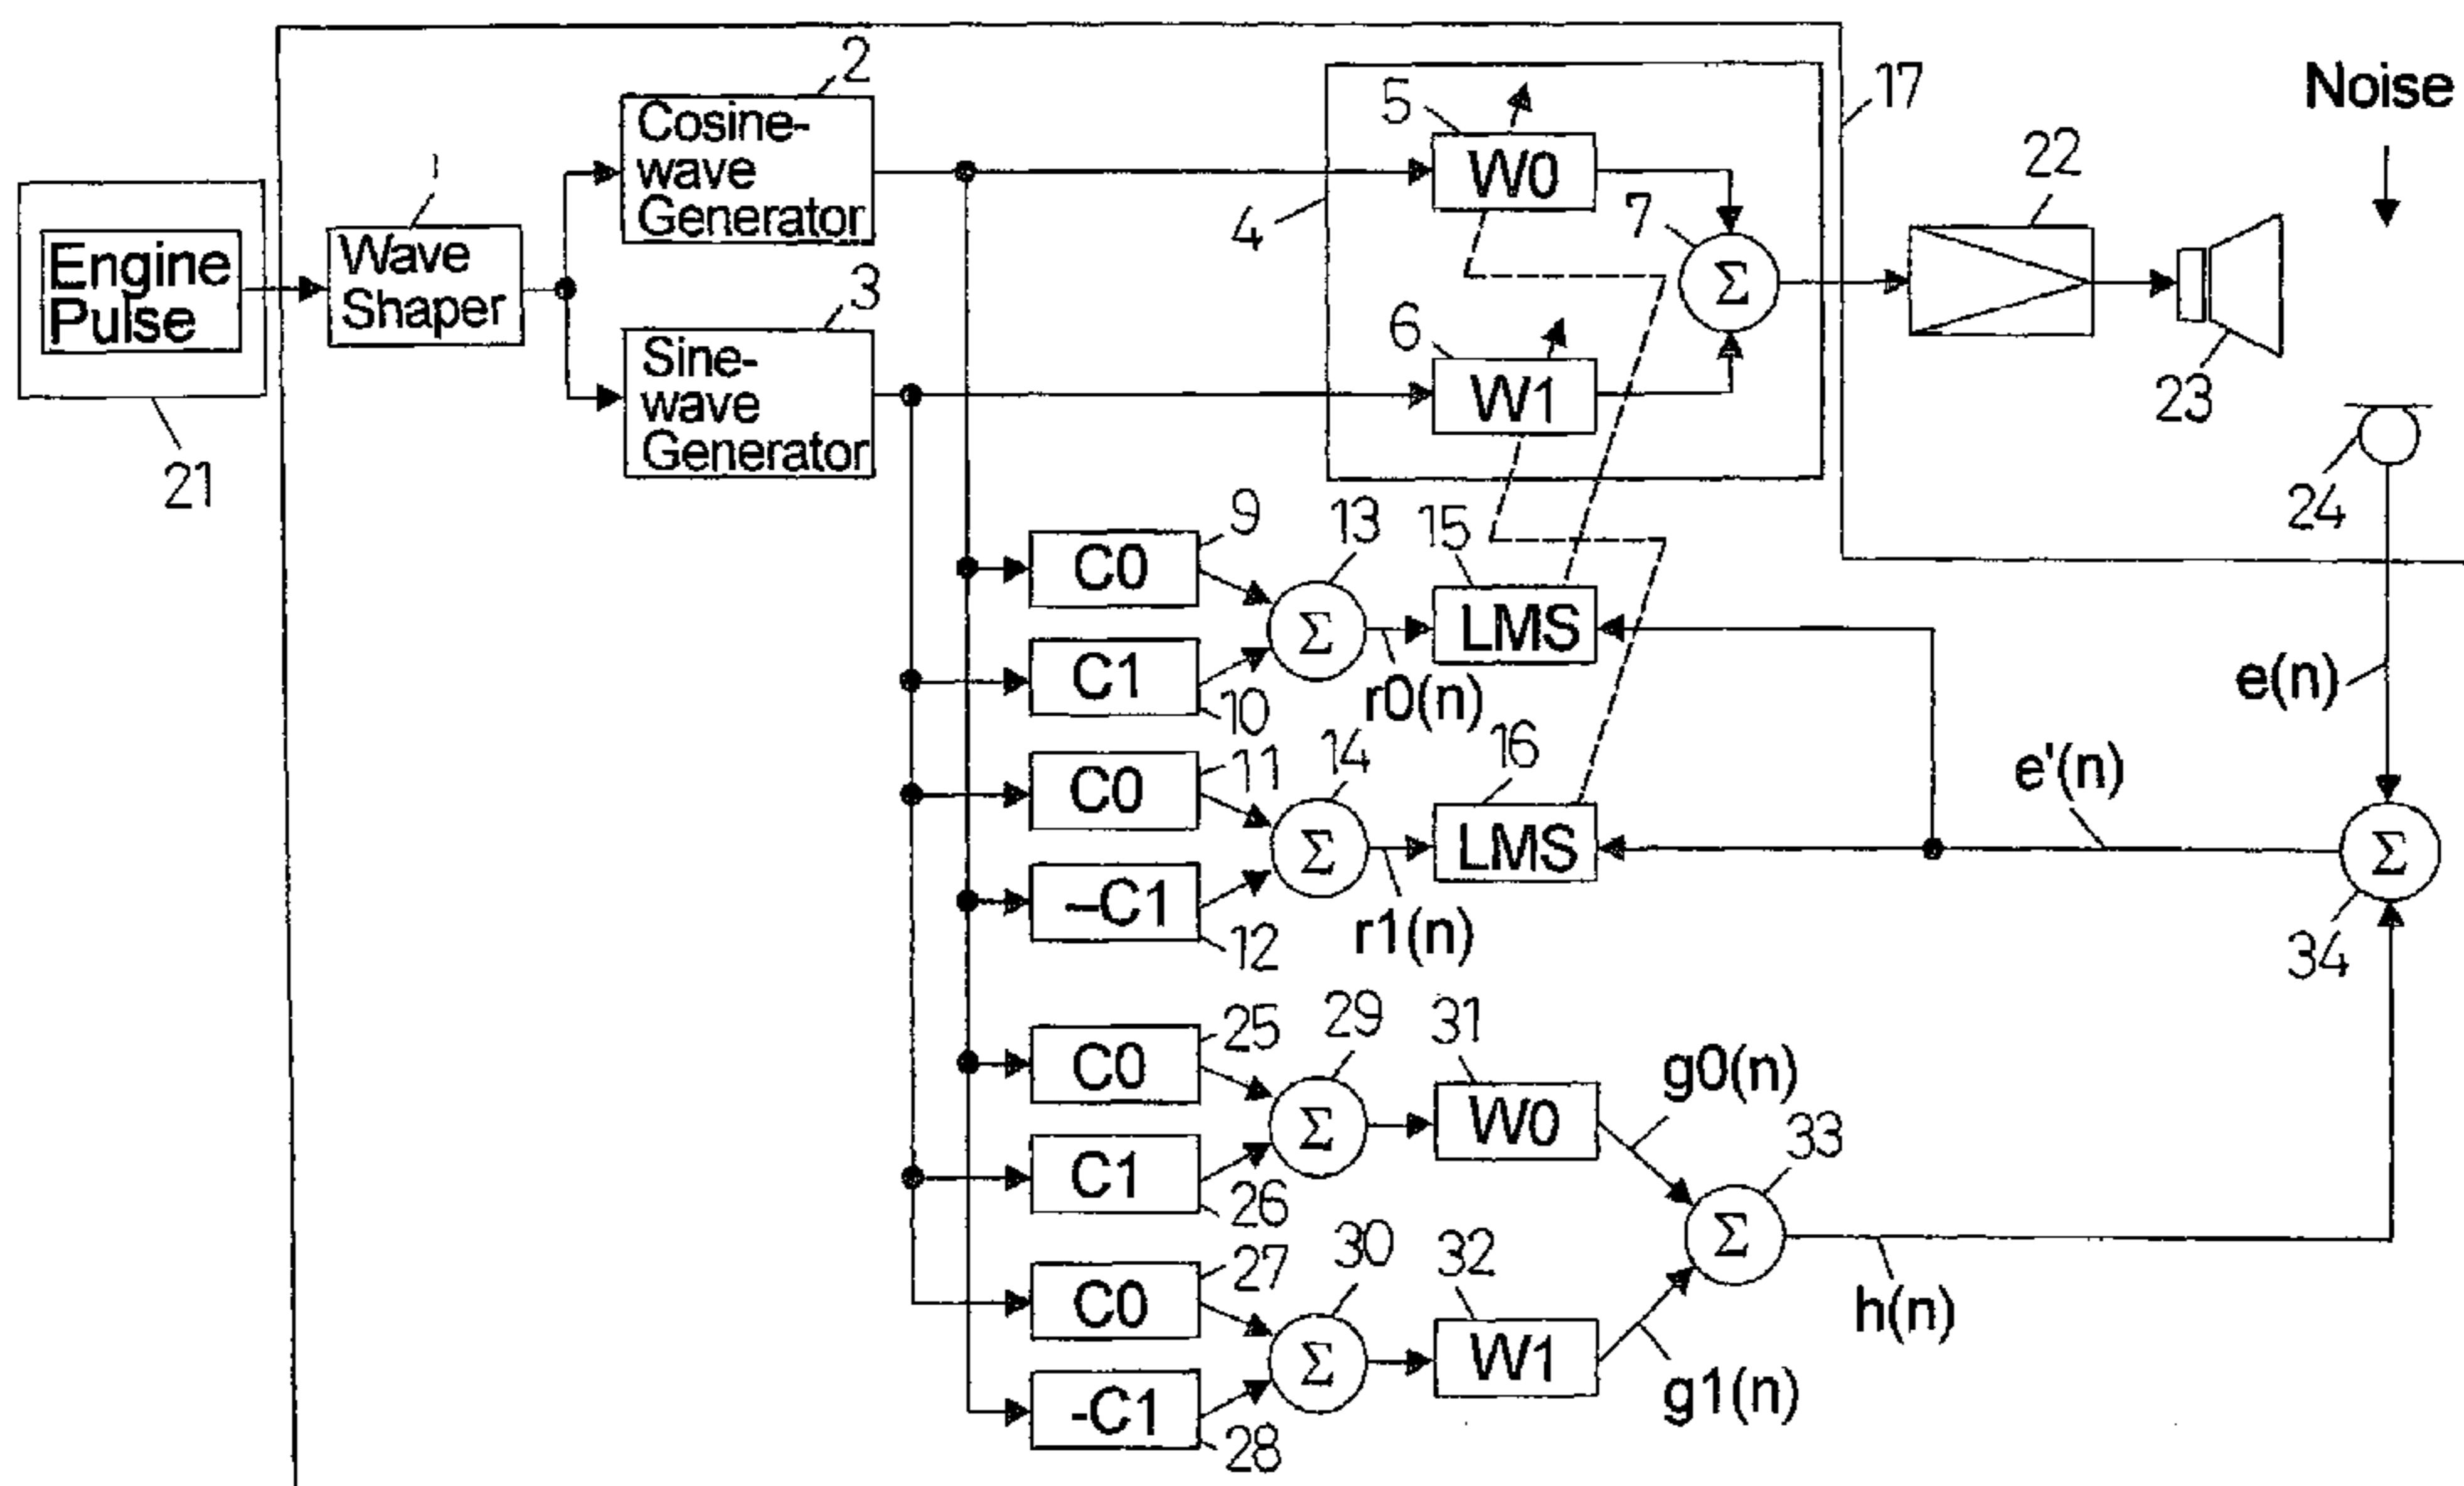 2
Cosine-
wave
Generator
5
W0
17
Noise
22
1
Engine
Pulse
Wave
Shaper
4
7
Σ
3
Sine-
wave
Generator
6
W1
23
21
24
9
C0
13
15
LMS
Σ
C1
10
r0(n)
e(n)
11
C0
14
16
LMS
Σ
e'(n)
–C1
12
r1(n)
Σ
34
25
C0
29
31
W0
g0(n)
Σ
33
C1
26
Σ
27
C0
30
32
W1
h(n)
Σ
g1(n)
-C1
28